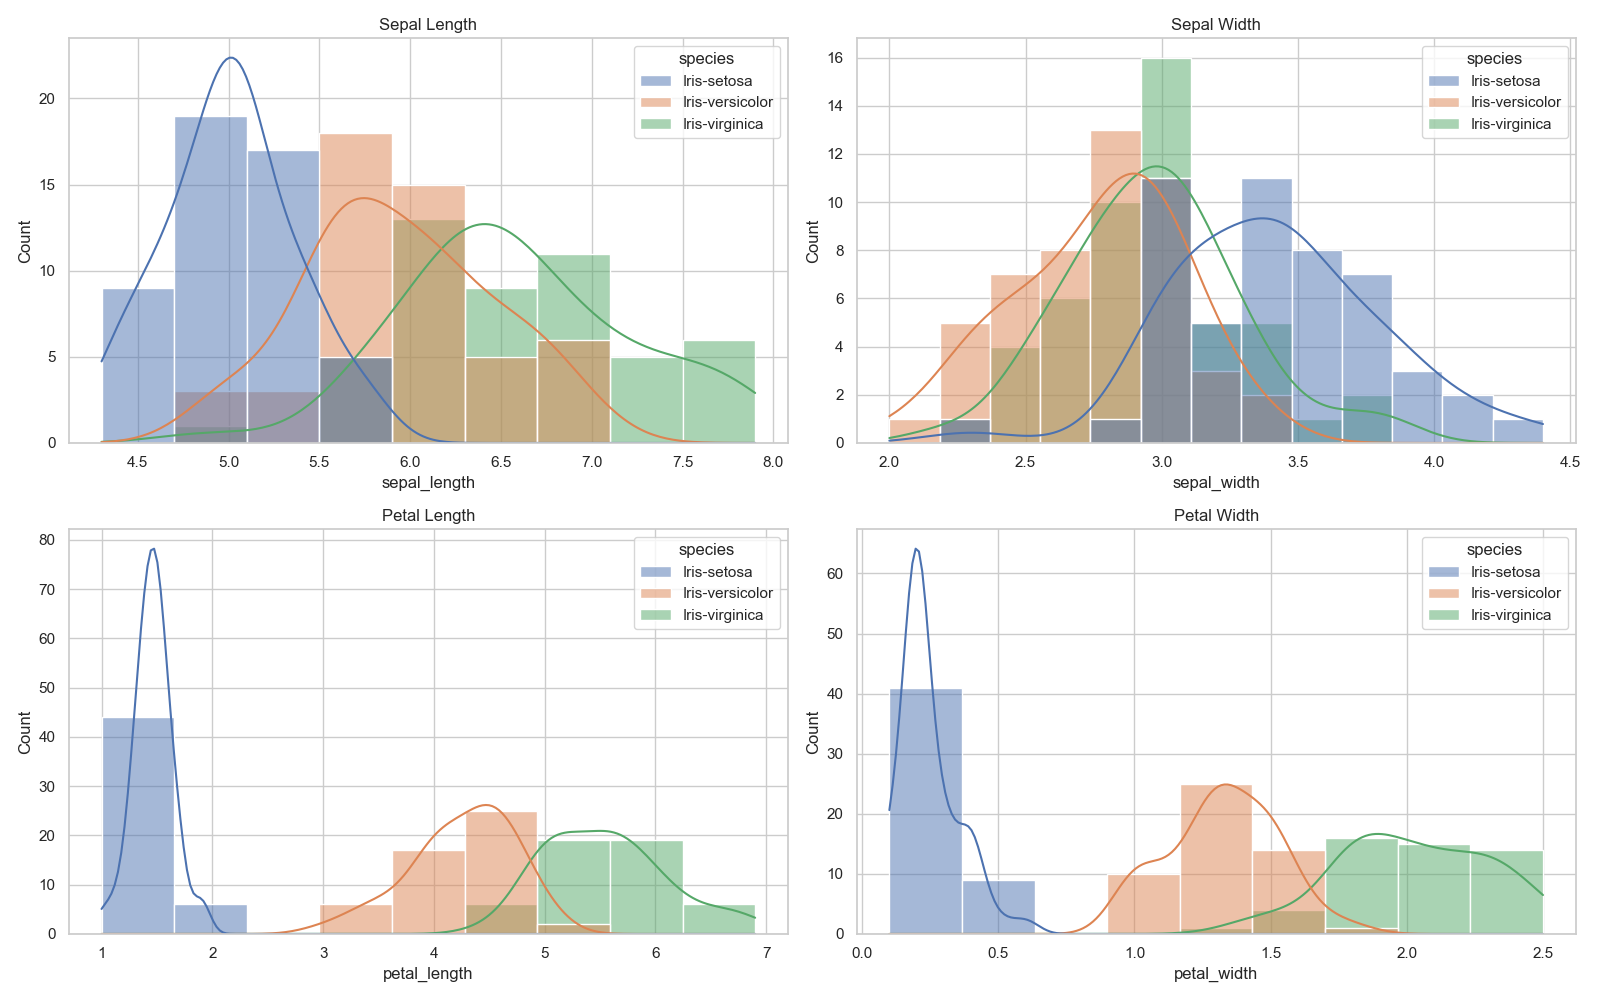 Sepal Length
Count
20
15
10
5
0
species
Iris-setosa
Iris-versicolor
Iris-virginica
4.5 5.0 5.5 6.0 6.5 7.0 7.5 8.0
sepal_length
Sepal Width
Count
16
14
12
10
8
6
4
2
0
species
Iris-setosa
Iris-versicolor
Iris-virginica
2.0 2.5 3.0 3.5 4.0 4.5
sepal_width
Petal Length
Count
80
70
60
50
40
30
20
10
0
species
Iris-setosa
Iris-versicolor
Iris-virginica
1 2 3 4 5 6 7
petal_length
Petal Width
Count
60
50
40
30
20
10
0
species
Iris-setosa
Iris-versicolor
Iris-virginica
0.0 0.5 1.0 1.5 2.0 2.5
petal_width